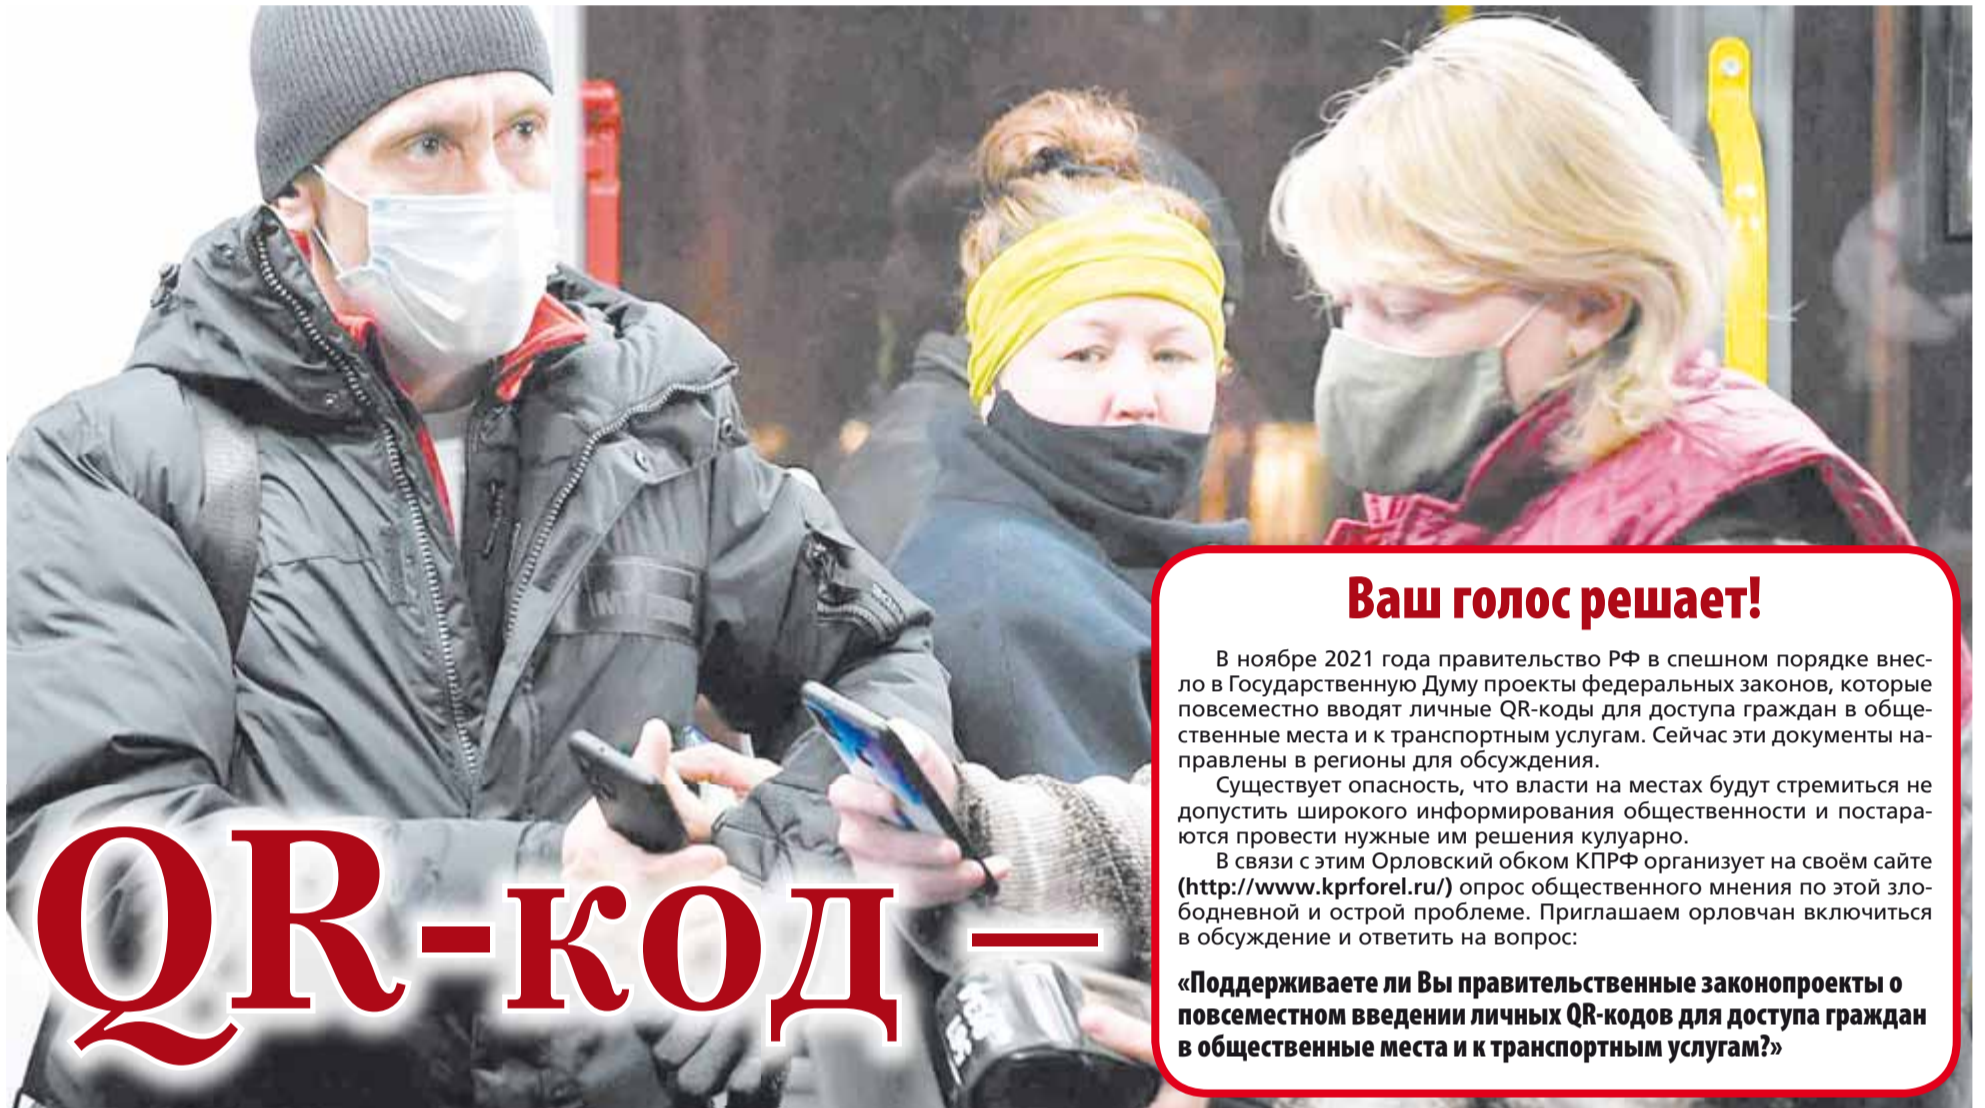 QR-код –
Ваш голос решает!
В ноябре 2021 года правительство РФ в спешном порядке внес-
ло в Государственную Думу проекты федеральных законов, которые
повсеместно вводят личные QR-коды для доступа граждан в обще-
ственные места и к транспортным услугам. Сейчас эти документы на-
правлены в регионы для обсуждения.
Существует опасность, что власти на местах будут стремиться не
допустить широкого информирования общественности и постара-
ются провести нужные им решения кулуарно.
В связи с этим Орловский обком КПРФ организует на своём сайте
(http://www.kprforel.ru/) опрос общественного мнения по этой зло-
бодневной и острой проблеме. Приглашаем орловчан включиться
в обсуждение и ответить на вопрос:
«Поддерживаете ли Вы правительственные законопроекты о
повсеместном введении личных QR-кодов для доступа граждан
в общественные места и к транспортным услугам?»